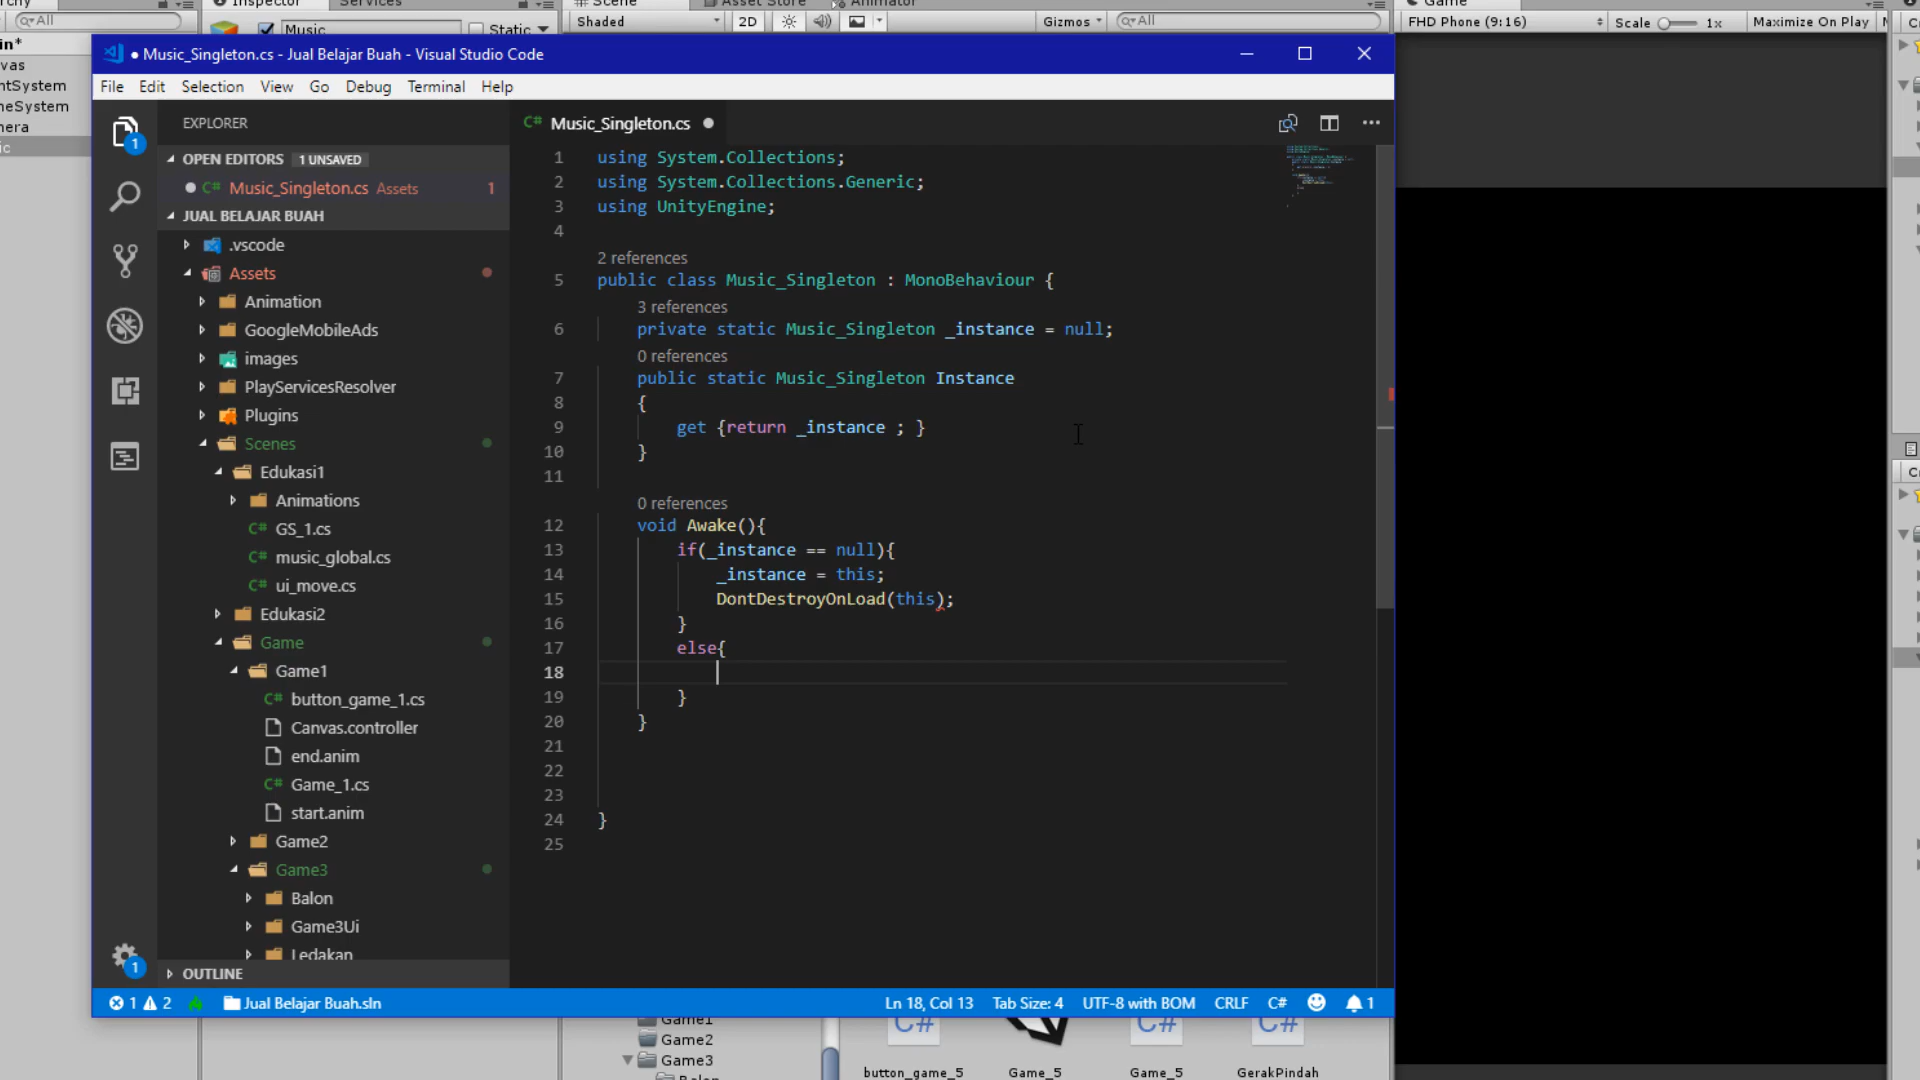 Inspector
Services
Scene
Asset Store
Animator
Game
All
Music
Static
Shaded
2D
Gizmos
All
FHD Phone (9:16)
Scale
1x
Maximize On Play
● Music_Singleton.cs - Jual Belajar Buah - Visual Studio Code
File Edit Selection View Go Debug Terminal Help
EXPLORER
OPEN EDITORS 1 UNSAVED
Music_Singleton.cs Assets 1
JUAL BELAJAR BUAH
.vscode
Assets
Animation
GoogleMobileAds
images
PlayServicesResolver
Plugins
Scenes
Edukasi1
Animations
C# GS_1.cs
C# music_global.cs
C# ui_move.cs
Edukasi2
Game
Game1
C# button_game_1.cs
Canvas.controller
end.anim
C# Game_1.cs
start.anim
Game2
Game3
Balon
Game3Ui
Ledakan
OUTLINE
C# Music_Singleton.cs
1 using System.Collections;
2 using System.Collections.Generic;
3 using UnityEngine;
4
2 references
5 public class Music_Singleton : MonoBehaviour {
3 references
6 private static Music_Singleton _instance = null;
0 references
7 public static Music_Singleton Instance
8 {
9 get {return _instance ; }
10 }
11
0 references
12 void Awake(){
13 if(_instance == null){
14 _instance = this;
15 DontDestroyOnLoad(this);
16 }
17 else{
18
19 }
20 }
21
22
23
24 }
25
1 2 Jual Belajar Buah.sln Ln 18, Col 13 Tab Size: 4 UTF-8 with BOM CRLF C# 1
Game1
Game2
Game3
Balon
C# C# C#
button_game_5 Game_5 Game_5 GerakPindah